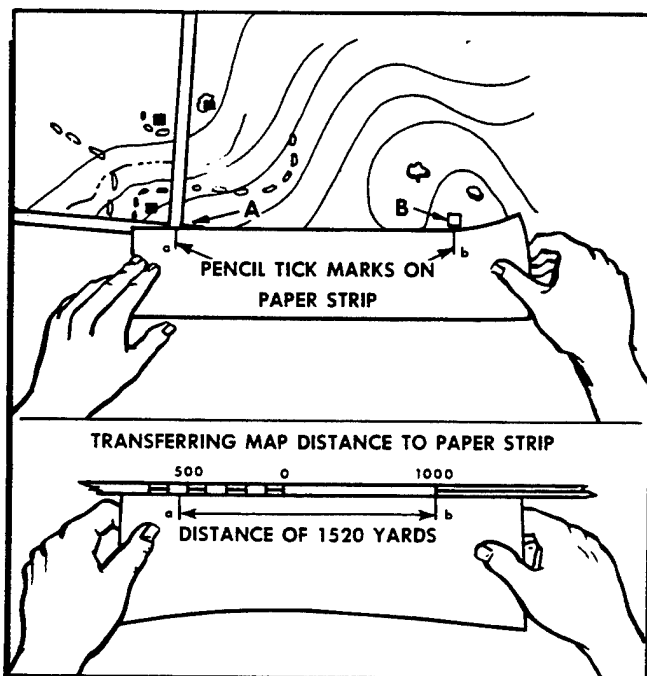 A
B
a
b
PENCIL TICK MARKS ON
PAPER STRIP
TRANSFERRING MAP DISTANCE TO PAPER STRIP
500 0 1000
a
b
DISTANCE OF 1520 YARDS